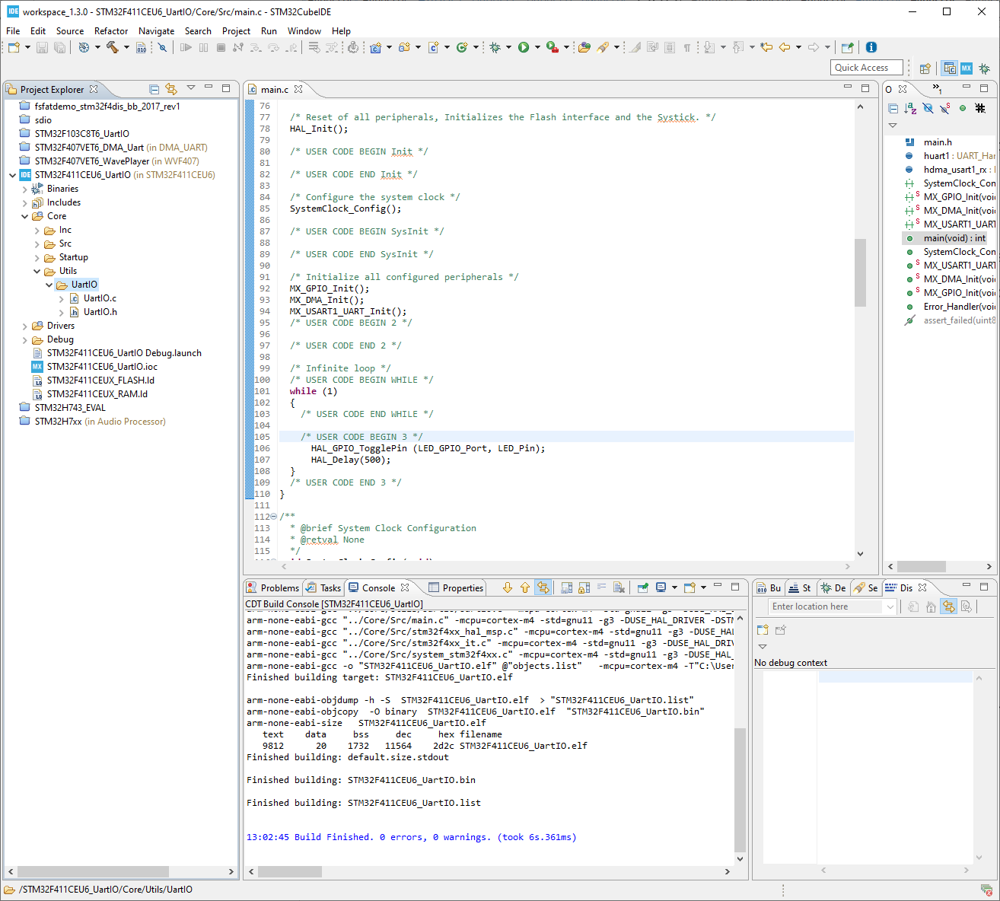 IDE workspace_1.3.0 - STM32F411CEU6_UartIO/Core/Src/main.c - STM32CubeIDE
File Edit Source Refactor Navigate Search Project Run Window Help
Quick Access
Project Explorer
fsfatdemo_stm32f4dis_bb_2017_rev1
sdio
STM32F103C8T6_UartIO
STM32F407VET6_DMA_Uart (in DMA_UART)
STM32F407VET6_WavePlayer (in WVF407)
IDE STM32F411CEU6_UartIO (in STM32F411CEU6)
Binaries
Includes
Core
Inc
Src
Startup
Utils
UartIO
UartIO.c
UartIO.h
Drivers
Debug
STM32F411CEU6_UartIO Debug.launch
MX STM32F411CEU6_UartIO.ioc
STM32F411CEUX_FLASH.ld
STM32F411CEUX_RAM.ld
STM32H743_EVAL
STM32H7xx (in Audio Processor)
main.c
76
77 /* Reset of all peripherals, Initializes the Flash interface and the Systick. */
78 HAL_Init();
79
80 /* USER CODE BEGIN Init */
81
82 /* USER CODE END Init */
83
84 /* Configure the system clock */
85 SystemClock_Config();
86
87 /* USER CODE BEGIN SysInit */
88
89 /* USER CODE END SysInit */
90
91 /* Initialize all configured peripherals */
92 MX_GPIO_Init();
93 MX_DMA_Init();
94 MX_USART1_UART_Init();
95 /* USER CODE BEGIN 2 */
96
97 /* USER CODE END 2 */
98
99 /* Infinite loop */
100 /* USER CODE BEGIN WHILE */
101 while (1)
102 {
103 /* USER CODE END WHILE */
104
105 /* USER CODE BEGIN 3 */
106 HAL_GPIO_TogglePin (LED_GPIO_Port, LED_Pin);
107 HAL_Delay(500);
108 }
109 /* USER CODE END 3 */
110 }
111
112 /**
113 * @brief System Clock Configuration
114 * @retval None
115 */
O
main.h
huart1 : UART_Har
hdma_usart1_rx :
SystemClock_Con
MX_GPIO_Init(voic
MX_DMA_Init(voic
MX_USART1_UART
main(void) : int
SystemClock_Con
MX_USART1_UART
MX_DMA_Init(voic
MX_GPIO_Init(voic
Error_Handler(voic
assert_failed(uint8
Problems Tasks Console Properties
CDT Build Console [STM32F411CEU6_UartIO]
arm-none-eabi-gcc "../Core/Src/main.c" -mcpu=cortex-m4 -std=gnu11 -g3 -DUSE_HAL_DRIVER -DSTM
arm-none-eabi-gcc "../Core/Src/stm32f4xx_hal_msp.c" -mcpu=cortex-m4 -std=gnu11 -g3 -DUSE_HAL
arm-none-eabi-gcc "../Core/Src/stm32f4xx_it.c" -mcpu=cortex-m4 -std=gnu11 -g3 -DUSE_HAL_DRIV
arm-none-eabi-gcc "../Core/Src/system_stm32f4xx.c" -mcpu=cortex-m4 -std=gnu11 -g3 -DUSE_HAL_
arm-none-eabi-gcc -o "STM32F411CEU6_UartIO.elf" @"objects.list" -mcpu=cortex-m4 -T"C:\User
Finished building target: STM32F411CEU6_UartIO.elf
arm-none-eabi-objdump -h -S STM32F411CEU6_UartIO.elf > "STM32F411CEU6_UartIO.list"
arm-none-eabi-objcopy -O binary STM32F411CEU6_UartIO.elf "STM32F411CEU6_UartIO.bin"
arm-none-eabi-size STM32F411CEU6_UartIO.elf
text data bss dec hex filename
9812 20 1732 11564 2d2c STM32F411CEU6_UartIO.elf
Finished building: default.size.stdout
Finished building: STM32F411CEU6_UartIO.bin
Finished building: STM32F411CEU6_UartIO.list
13:02:45 Build Finished. 0 errors, 0 warnings. (took 6s.361ms)
Bu St De Se Dis
Enter location here
No debug context
/STM32F411CEU6_UartIO/Core/Utils/UartIO